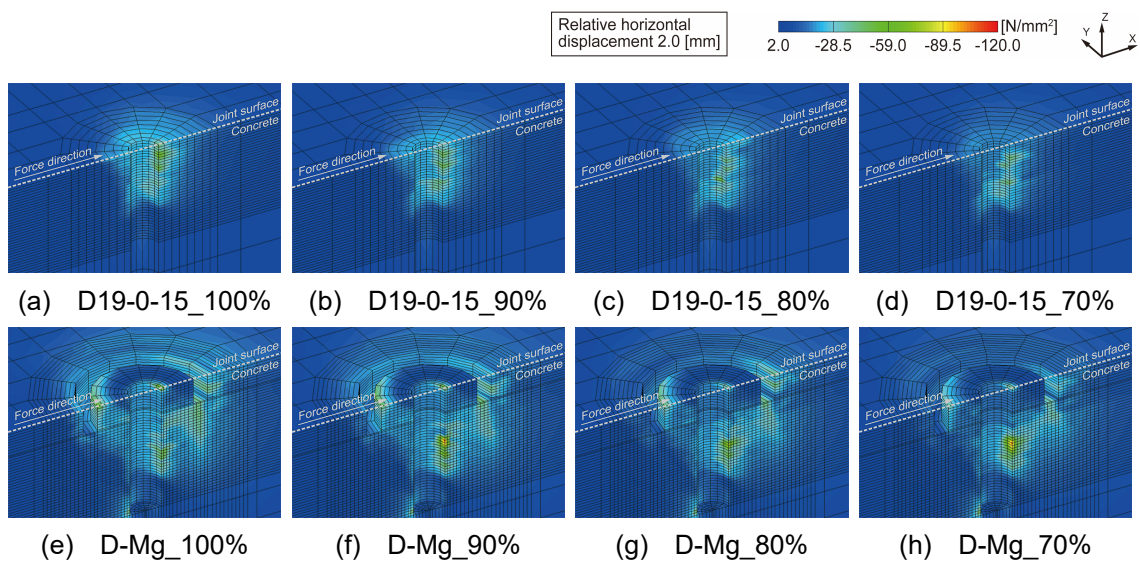 Relative horizontal
displacement 2.0 [mm]
[N/mm²]
2.0 -28.5 -59.0 -89.5 -120.0
Z
Y
X
Joint surface
Concrete
Force direction
Joint surface
Concrete
Force direction
Joint surface
Concrete
Force direction
Joint surface
Concrete
Force direction
(a) D19-0-15_100%
(b) D19-0-15_90%
(c) D19-0-15_80%
(d) D19-0-15_70%
Joint surface
Concrete
Force direction
Joint surface
Concrete
Force direction
Joint surface
Concrete
Force direction
Joint surface
Concrete
Force direction
(e) D-Mg_100%
(f) D-Mg_90%
(g) D-Mg_80%
(h) D-Mg_70%